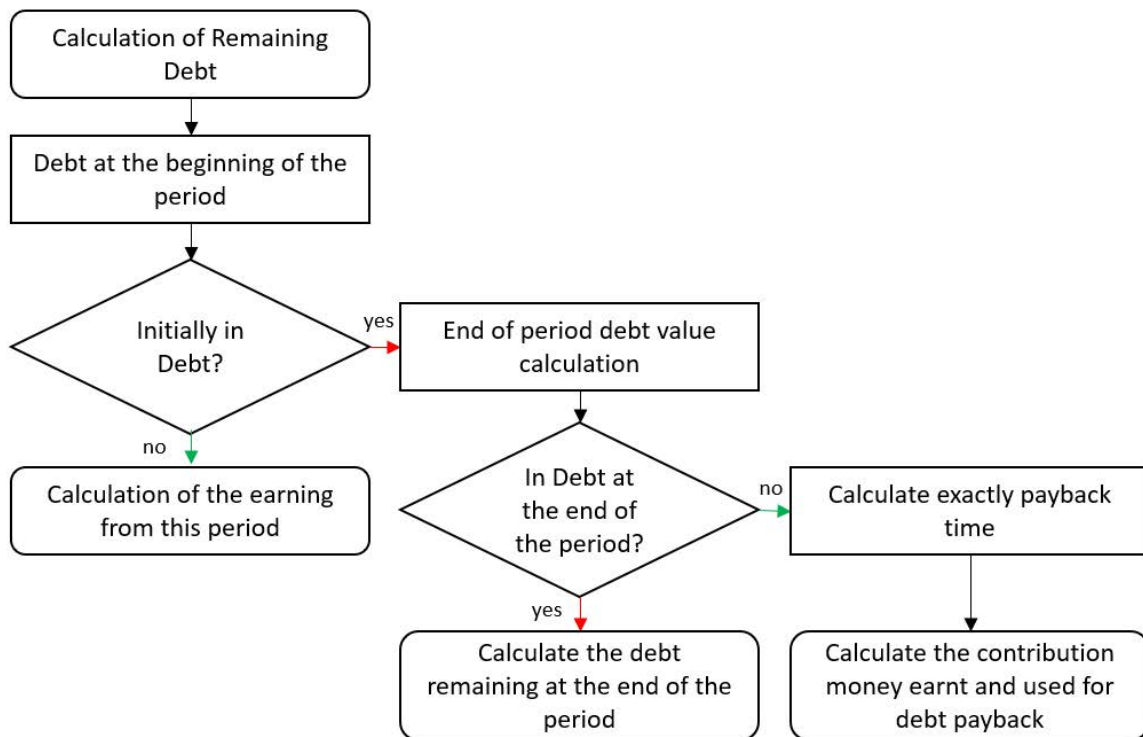 Calculation of Remaining
Debt
Debt at the beginning of the
period
Initially in
Debt?
yes
End of period debt value
calculation
no
Calculation of the earning
from this period
In Debt at
the end of
the period?
no
Calculate exactly payback
time
yes
Calculate the debt
remaining at the end of the
period
Calculate the contribution
money earnt and used for
debt payback